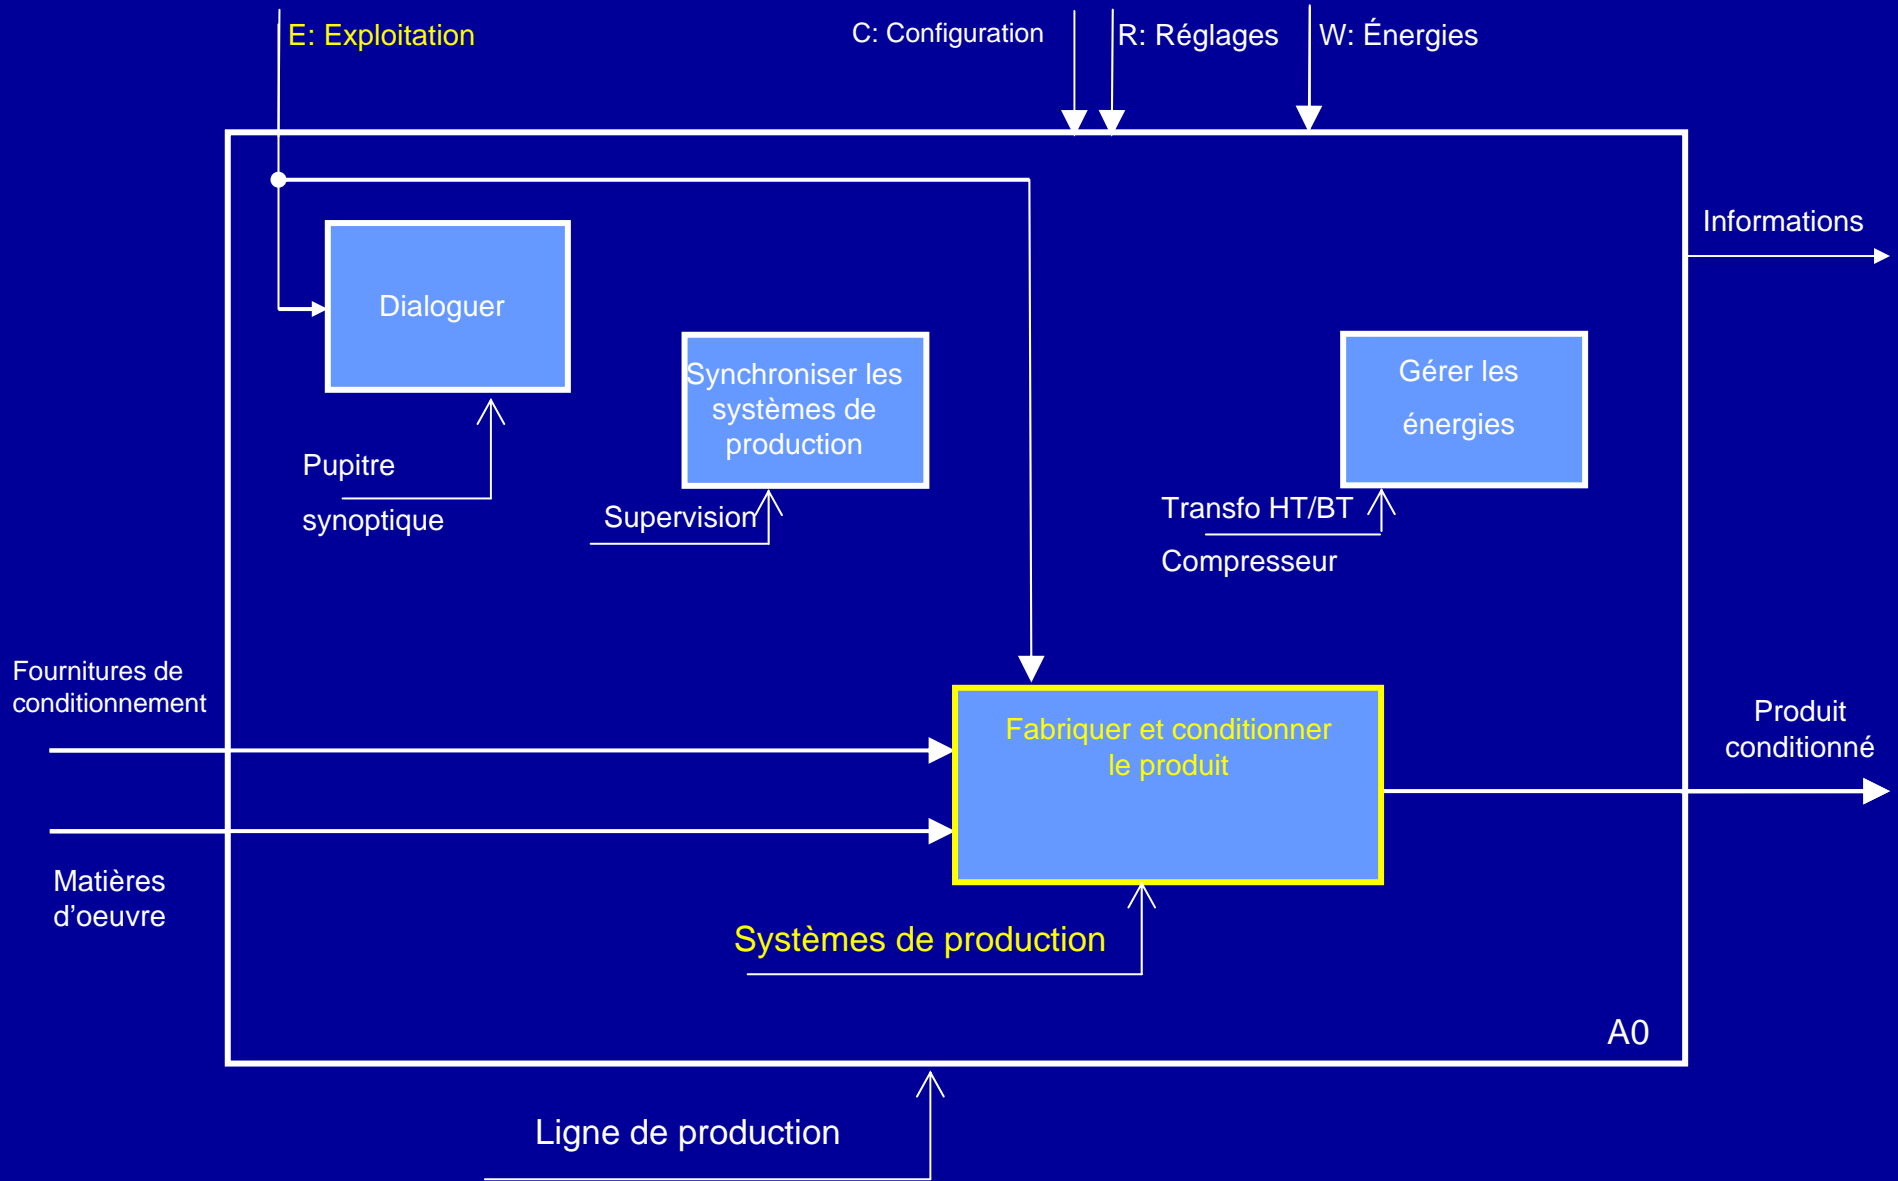 E: Exploitation
C: Configuration
R: Réglages
W: Énergies
Informations
Dialoguer
Synchroniser les
systèmes de
production
Gérer les
énergies
Pupitre
synoptique
Supervision
Transfo HT/BT
Compresseur
Fournitures de
conditionnement
Fabriquer et conditionner
le produit
Produit
conditionné
Matières
d'oeuvre
Systèmes de production
A0
Ligne de production